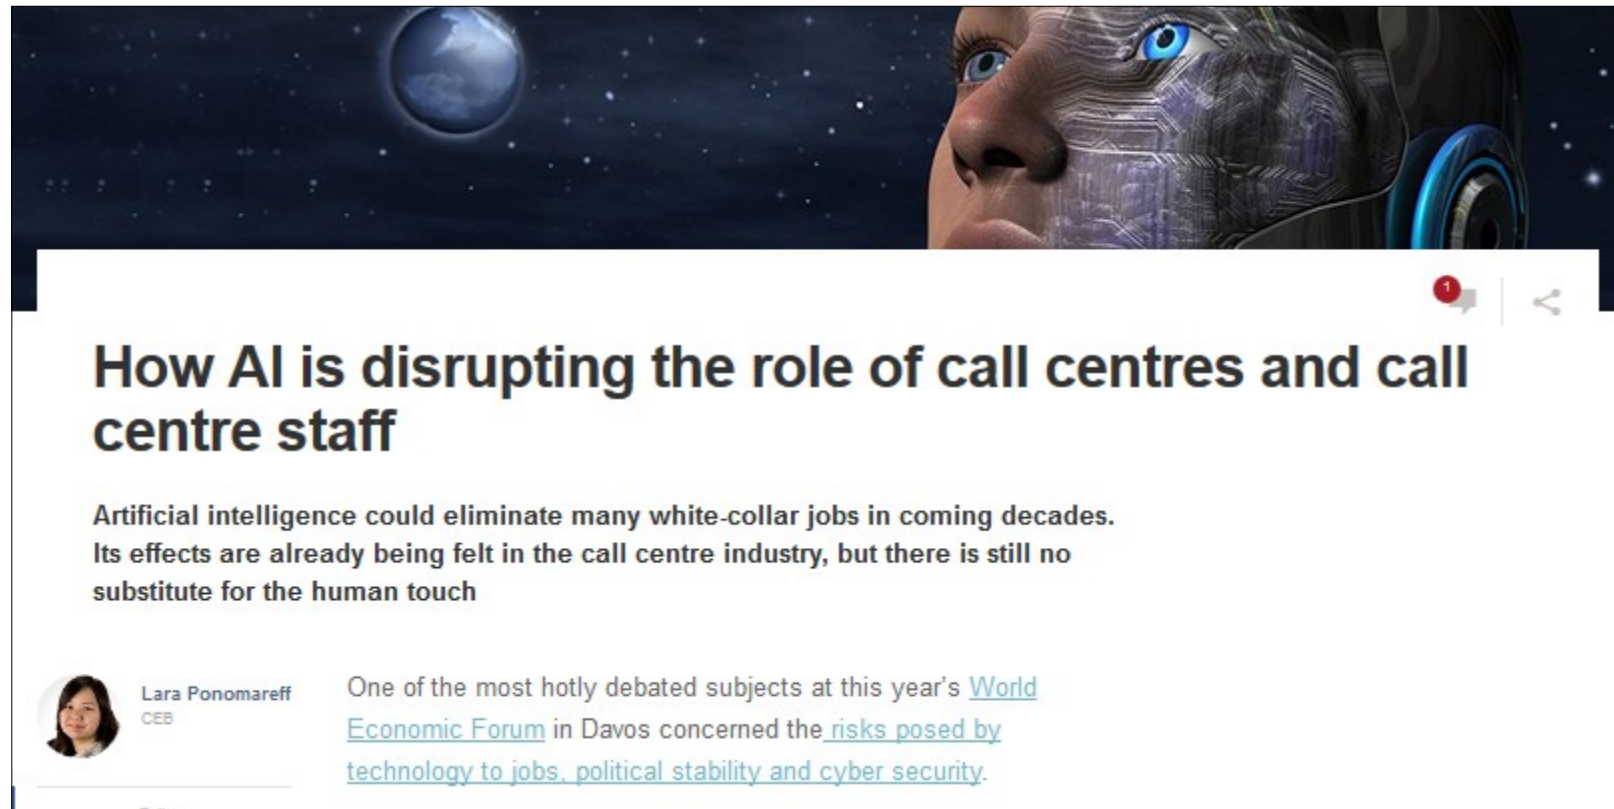 1
How AI is disrupting the role of call centres and call
centre staff
Artificial intelligence could eliminate many white-collar jobs in coming decades.
Its effects are already being felt in the call centre industry, but there is still no
substitute for the human touch
Lara Ponomareff
CEB
One of the most hotly debated subjects at this year's World
Economic Forum in Davos concerned the risks posed by
technology to jobs, political stability and cyber security.